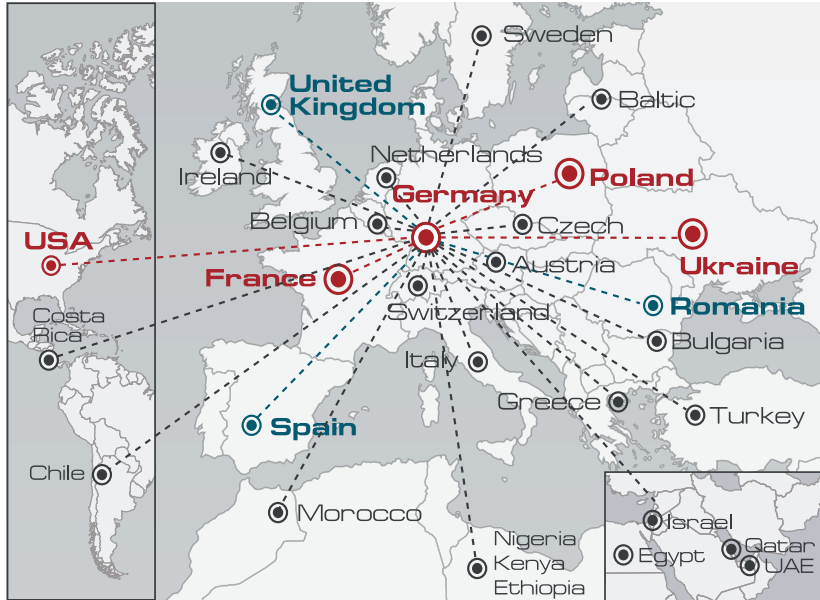 Sweden
United
Kingdom
Baltic
Netherlands
Ireland
Germany
Poland
Belgium
Czech
USA
Ukraine
France
Austria
Switzerland
Romania
Costa
Rica
Bulgaria
Italy
Greece
Turkey
Spain
Chile
Morocco
Israel
Nigeria
Kenya
Ethiopia
Egypt
Qatar
UAE